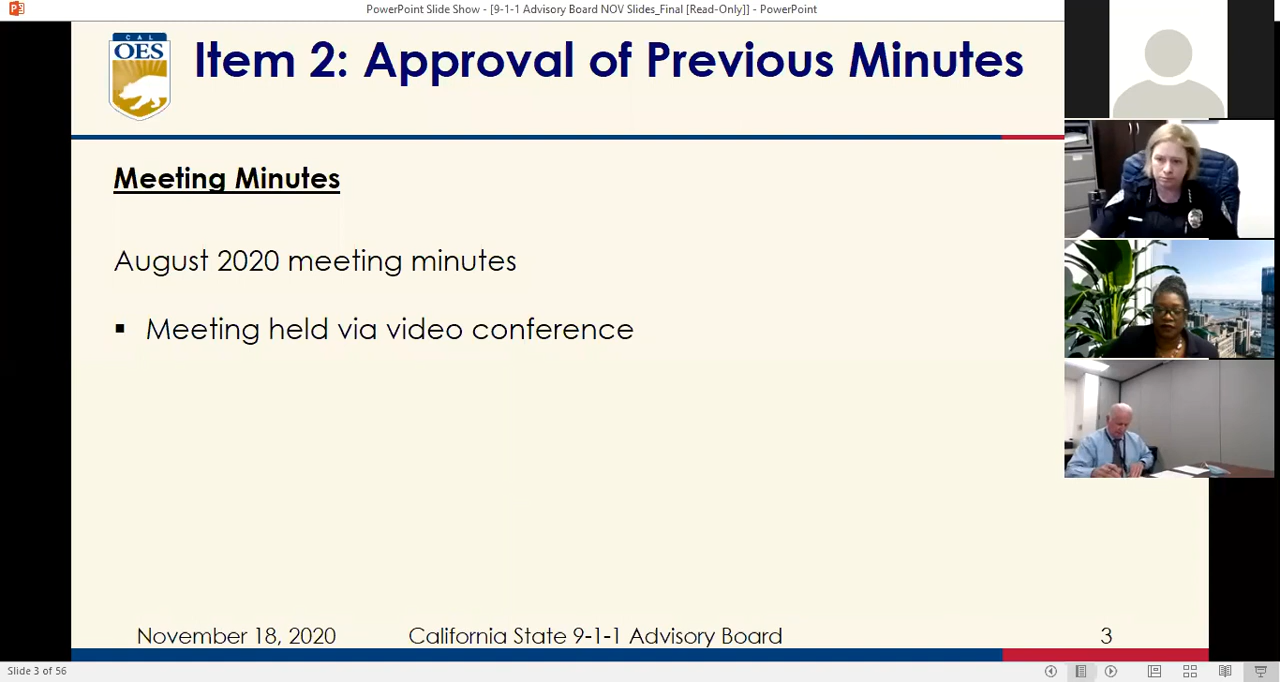 PowerPoint Slide Show - [9-1-1 Advisory Board NOV Slides_Final [Read-Only]] - PowerPoint
CAL
OES
Item 2: Approval of Previous Minutes
Meeting Minutes
August 2020 meeting minutes
▪ Meeting held via video conference
November 18, 2020 California State 9-1-1 Advisory Board 3
Slide 3 of 56